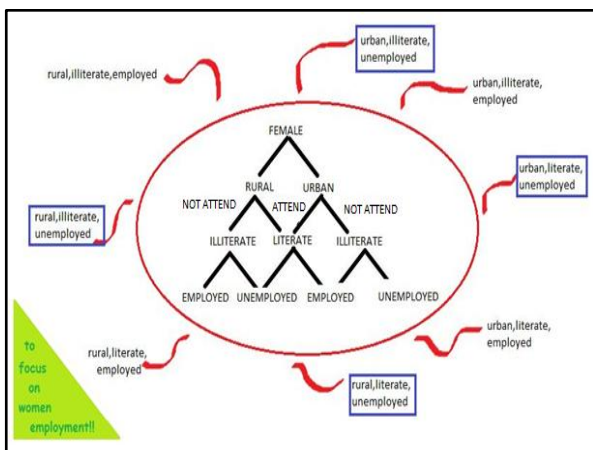 urban,illiterate,
unemployed
rural,illiterate,employed
urban,illiterate,
employed
FEMALE
RURAL URBAN
NOT ATTEND ATTEND NOT ATTEND
ILLITERATE LITERATE ILLITERATE
EMPLOYED UNEMPLOYED EMPLOYED UNEMPLOYED
urban,literate,
unemployed
rural,illiterate,
unemployed
urban,literate,
employed
rural,literate,
employed
rural,literate,
unemployed
to
focus
on
women
employment!!